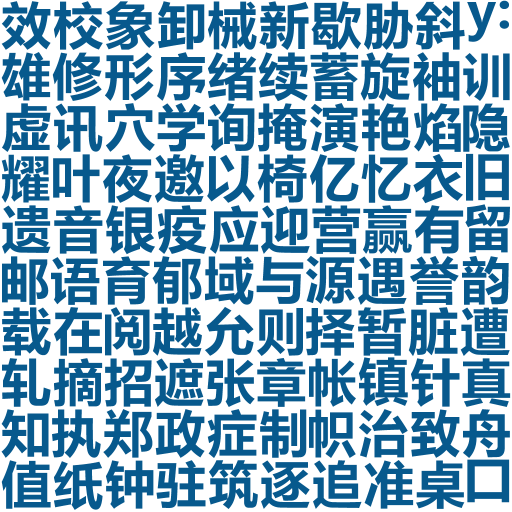 效校象卸械新歇胁斜y:
雄修形序绪续蓄旋袖训
虚讯穴学询掩演艳焰隐
耀叶夜邀以椅亿忆衣旧
遗音银疫应迎营赢有留
邮语育郁域与源遇誉韵
载在阅越允则择暂脏遭
轧摘招遮张章帐镇针真
知执郑政症制帜治致舟
值纸钟驻筑逐追准桌口